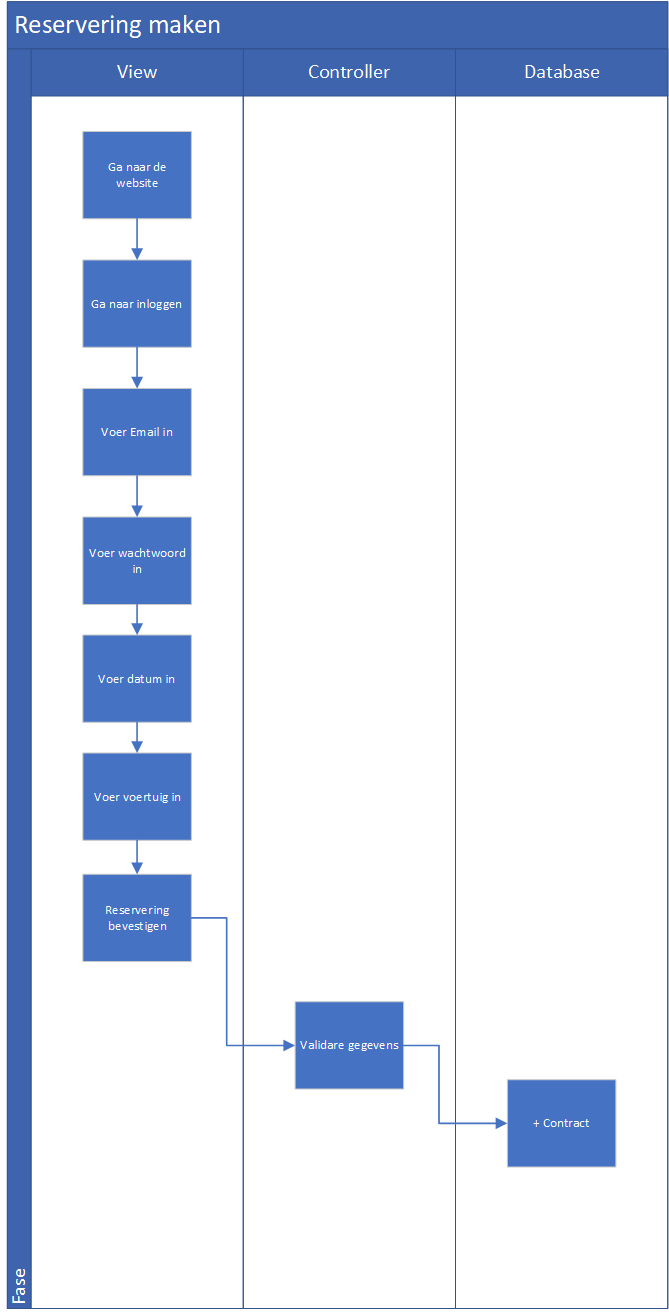 Reservering maken
View
Controller
Database
Ga naar de
website
Ga naar inloggen
Voer Email in
Voer wachtwoord
in
Voer datum in
Voer voertuig in
Reservering
bevestigen
Validare gegevens
+ Contract
Fase